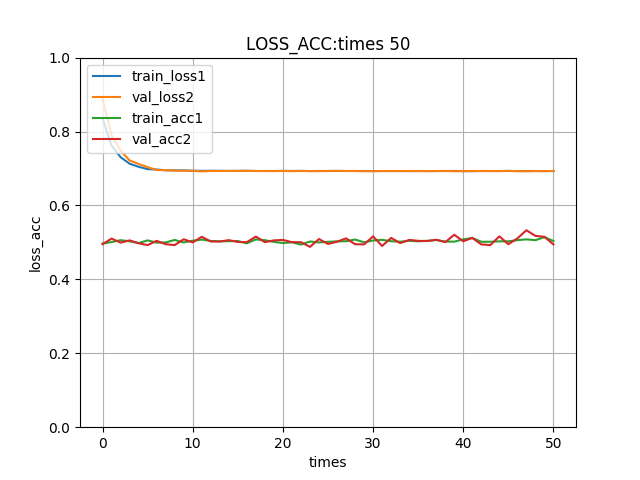 LOSS_ACC:times 50
1.0
0.8
0.6
0.4
0.2
0.0
loss_acc
train_loss1
val_loss2
train_acc1
val_acc2
0 10 20 30 40 50
times